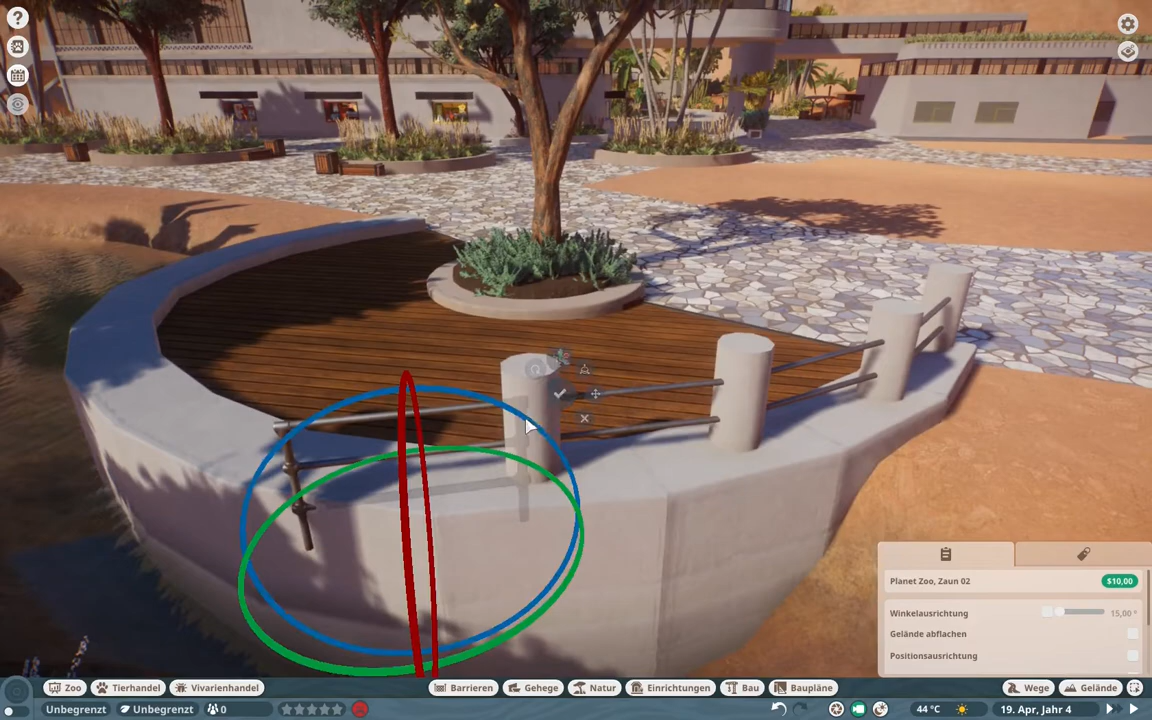 ?
Planet Zoo, Zaun 02 $10,00
Winkelausrichtung 15,00 °
Gelände abflachen
Positionsausrichtung
Zoo Tierhandel Vivarienhandel Barrieren Gehege Natur Einrichtungen Bau Baupläne Wege Gelände
Unbegrenzt Unbegrenzt 0 44 °C 19. Apr, Jahr 4